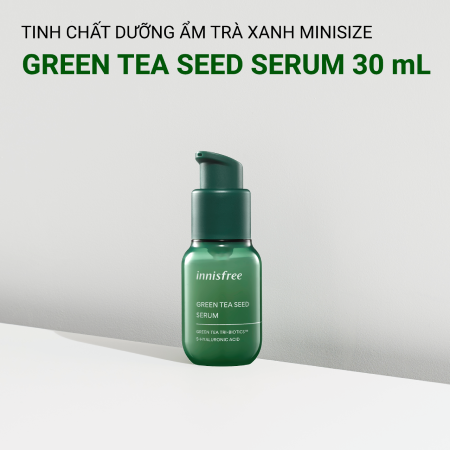 TINH CHẤT DƯỠNG ẨM TRÀ XANH MINISIZE
GREEN TEA SEED SERUM 30 mL
innisfree
GREEN TEA SEED
SERUM
GREEN TEA TRI-BIOTICS™
5 HYALURONIC ACID